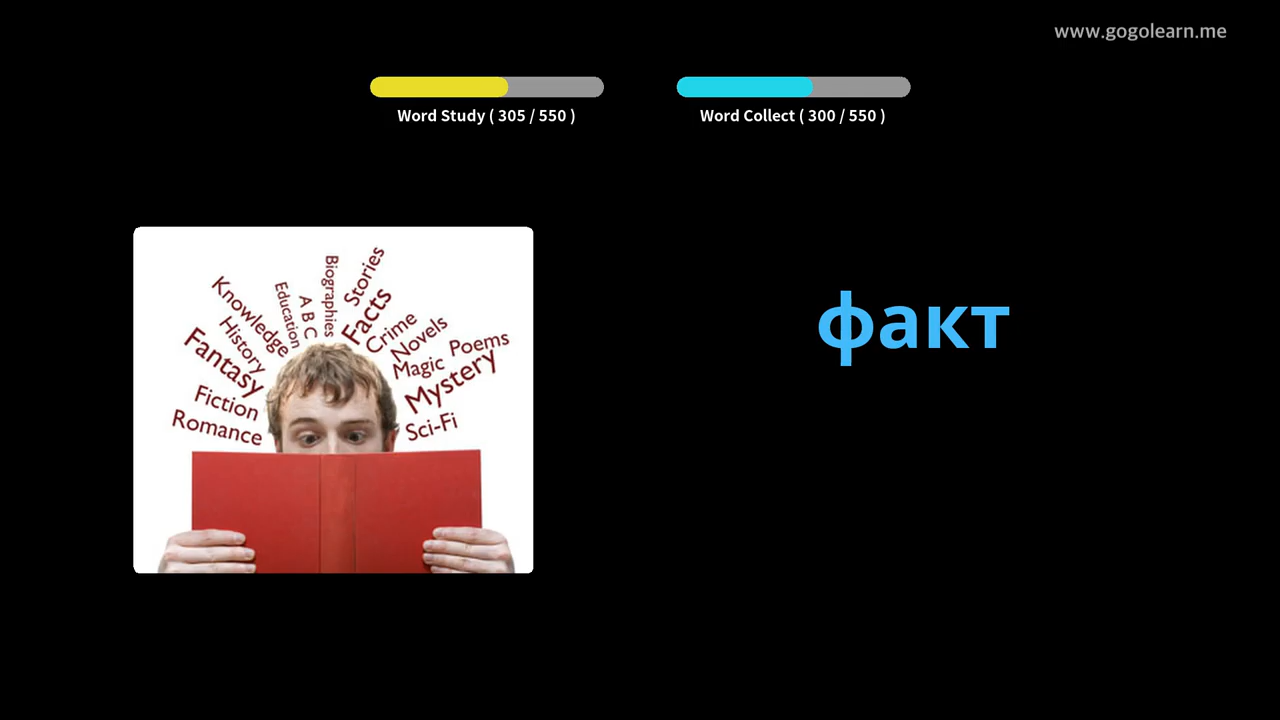 www.gogolearn.me
Word Study ( 305 / 550 )
Word Collect ( 300 / 550 )
факт
Knowledge
Education
A B C
Biographies
Stories
Facts
Crime
Novels
Poems
History
Magic
Fantasy
Mystery
Fiction
Romance
Sci-Fi